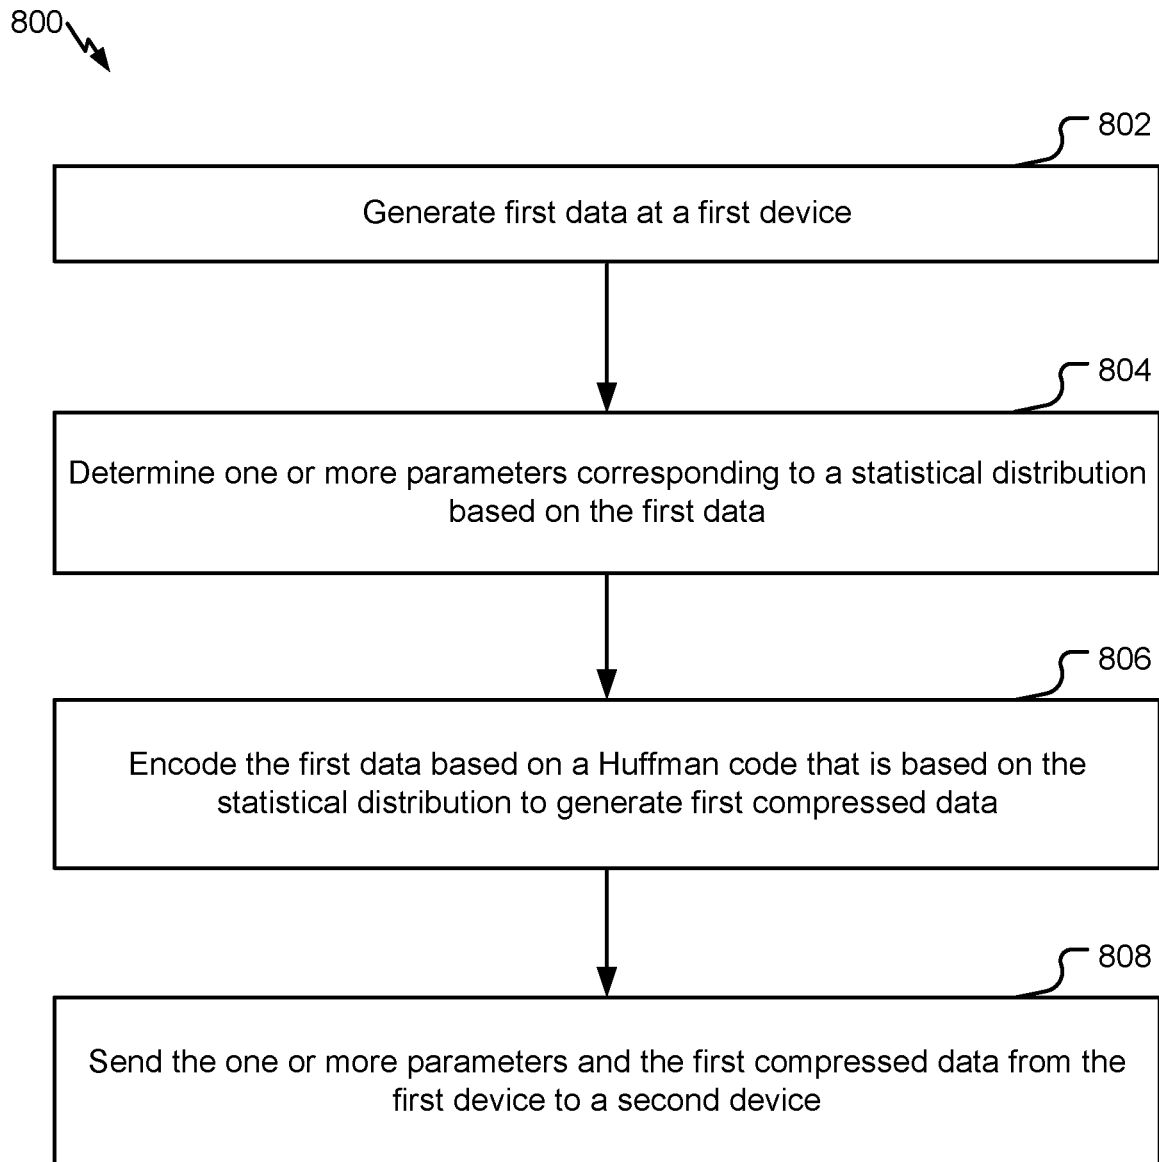 800
802
Generate first data at a first device
804
Determine one or more parameters corresponding to a statistical distribution
based on the first data
806
Encode the first data based on a Huffman code that is based on the
statistical distribution to generate first compressed data
808
Send the one or more parameters and the first compressed data from the
first device to a second device